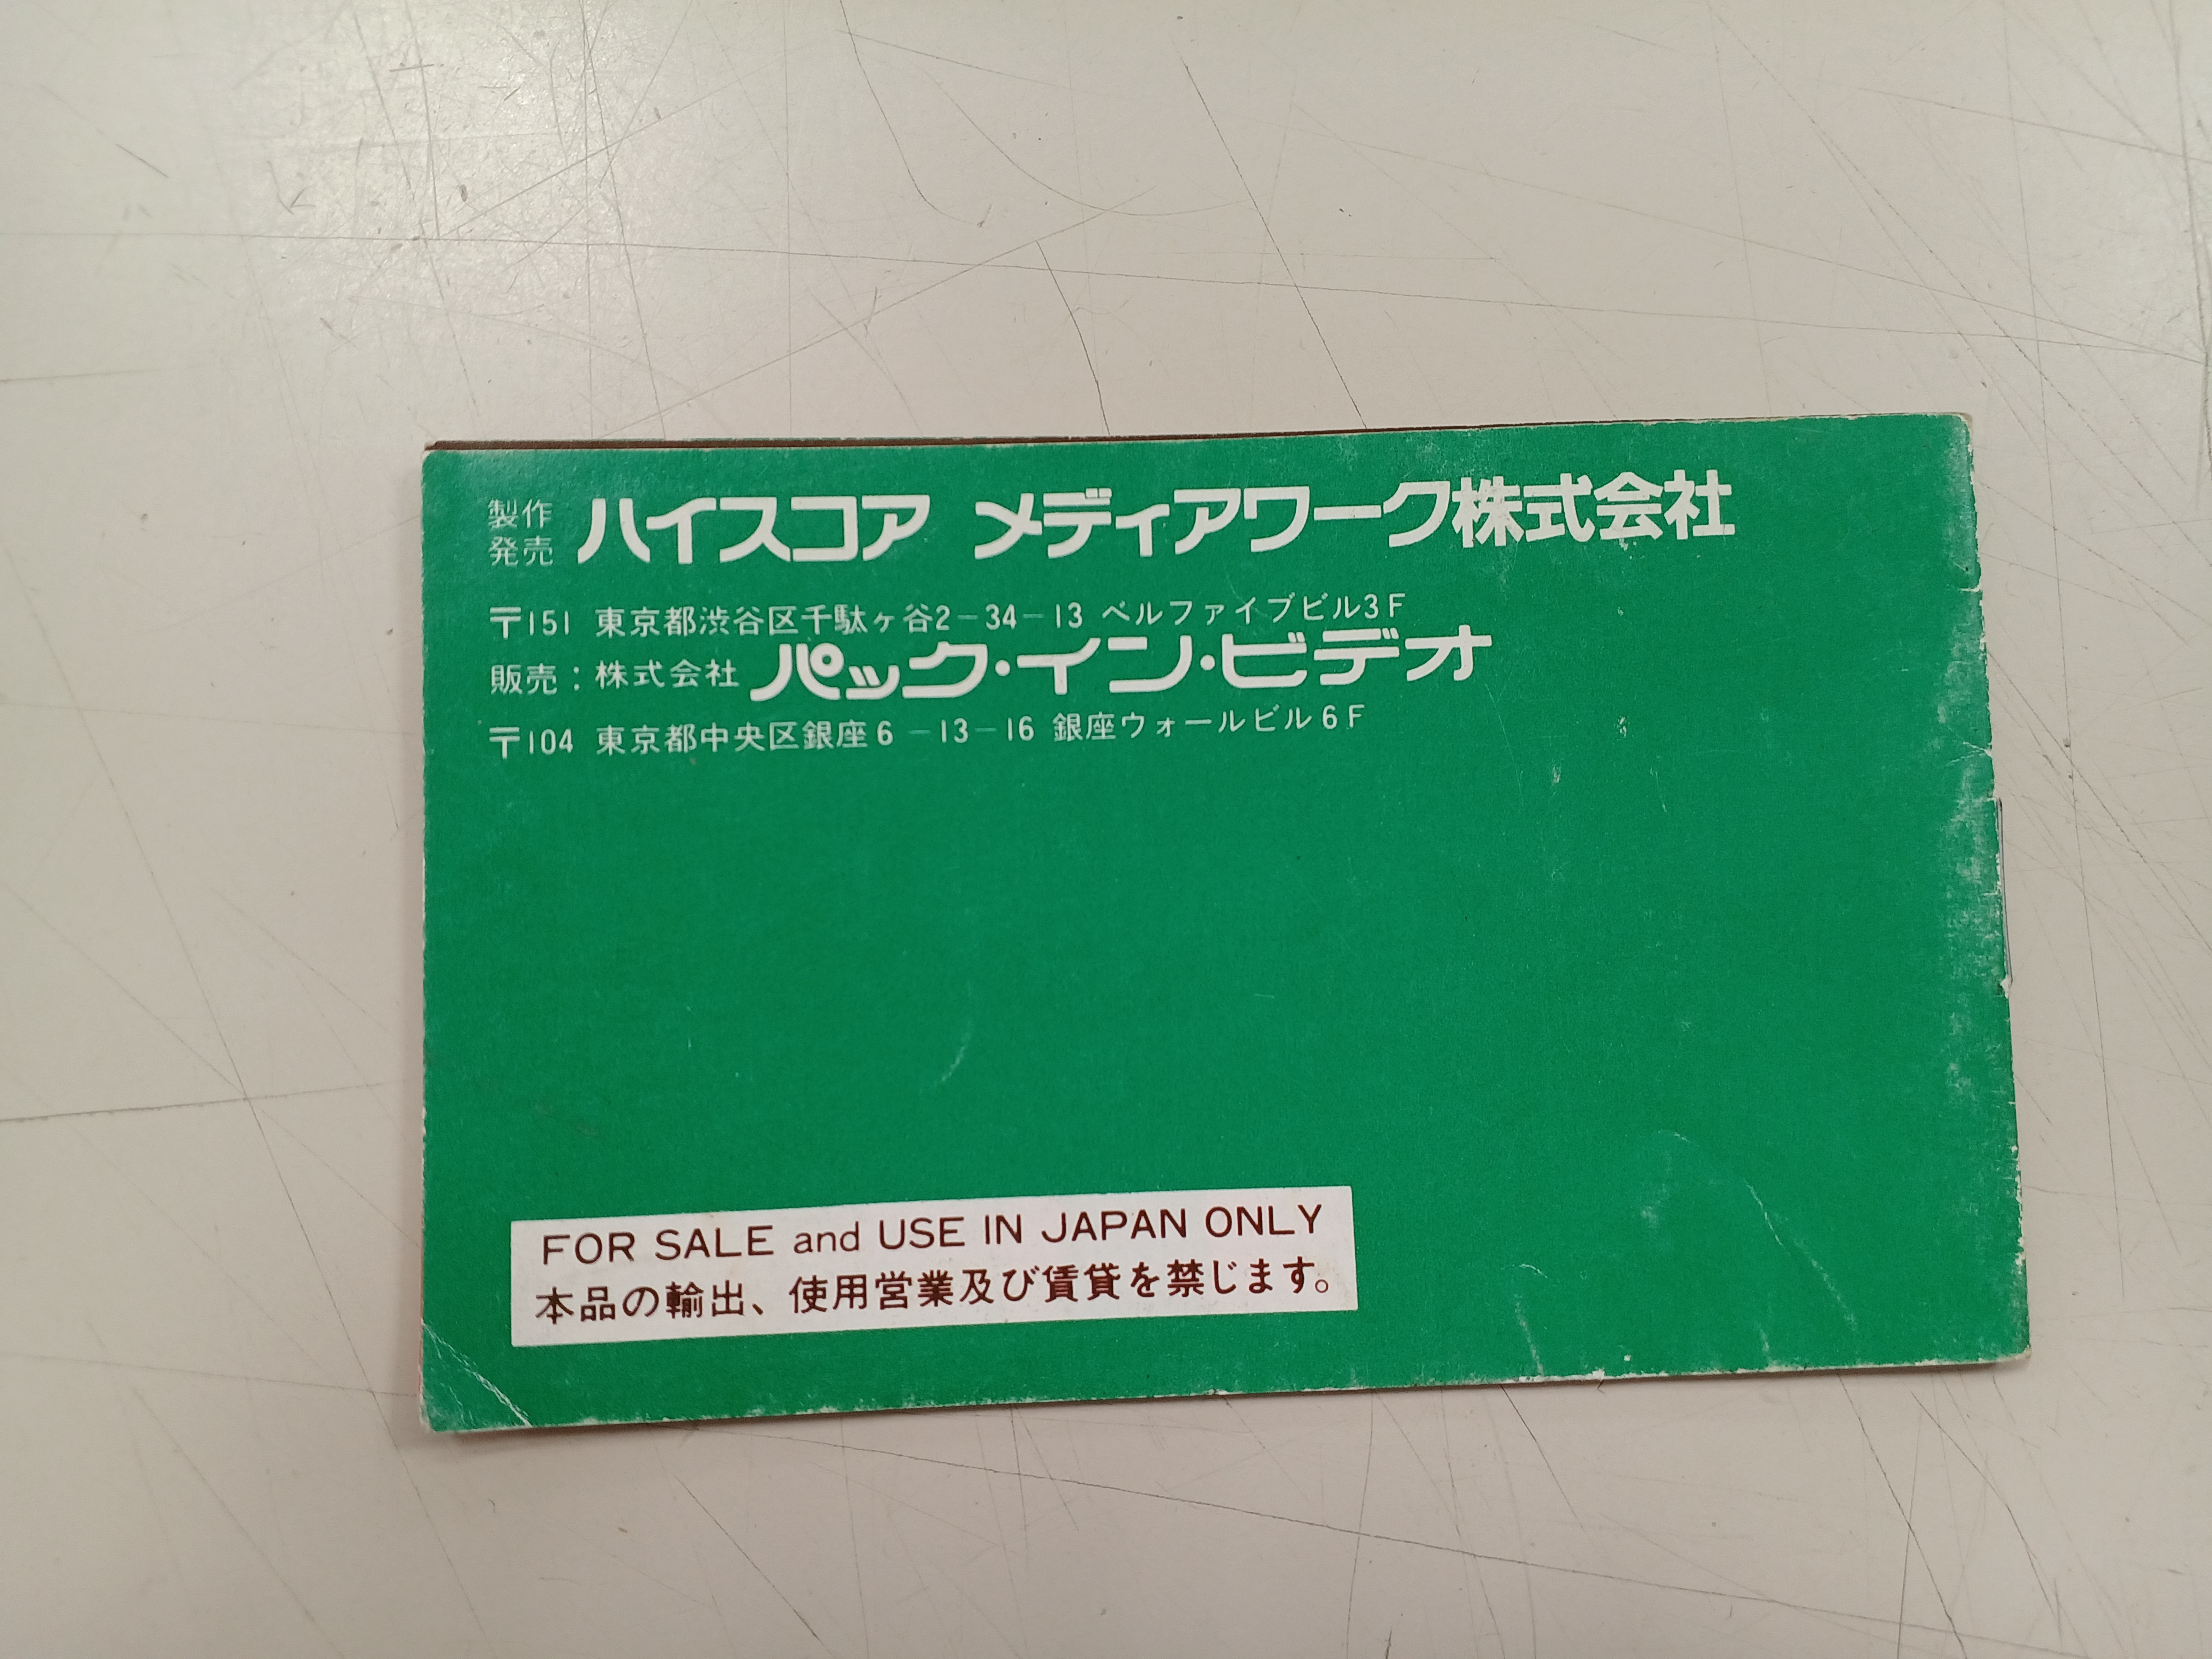 製作 ハイスコア メディアワーク株式会社
発売
〒151 東京都渋谷区千駄ヶ谷2-34-13 ベルファイブビル3F
販売：株式会社 パック・イン・ビデオ
〒104 東京都中央区銀座6-13-16 銀座ウォールビル6F
FOR SALE and USE IN JAPAN ONLY
本品の輸出、使用営業及び賃貸を禁じます。